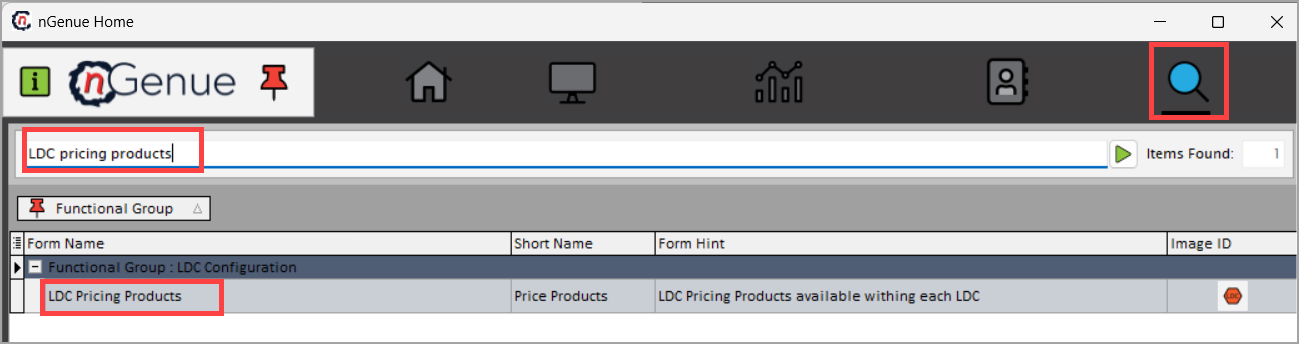 nGenue Home
i nGenue
LDC pricing products Items Found: 1
Functional Group
Form Name Short Name Form Hint Image ID
Functional Group : LDC Configuration
LDC Pricing Products Price Products LDC Pricing Products available withing each LDC LDC